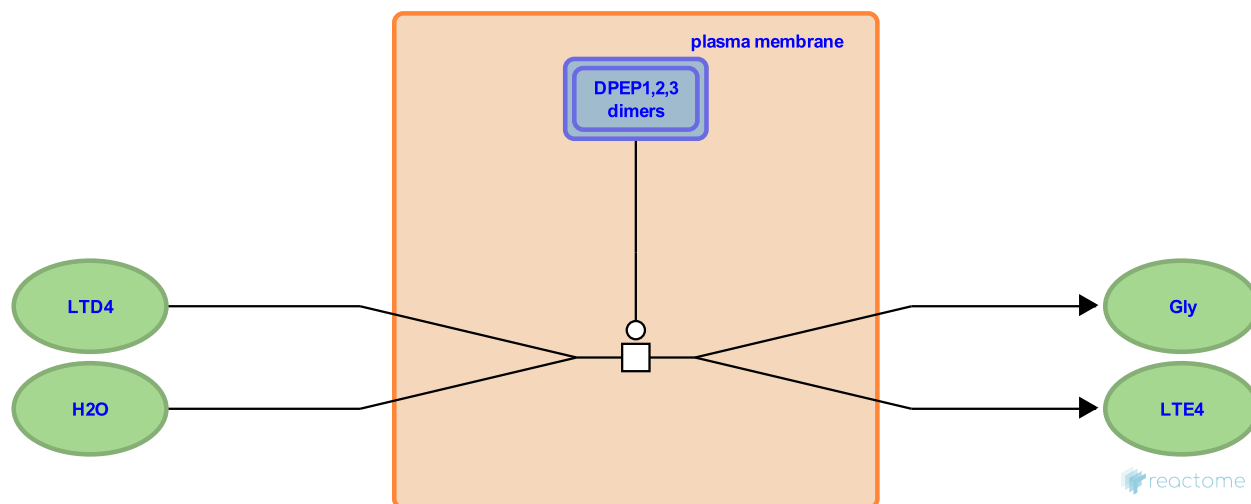 plasma membrane
DPEP1,2,3
dimers
LTD4
Gly
H2O
LTE4
reactome